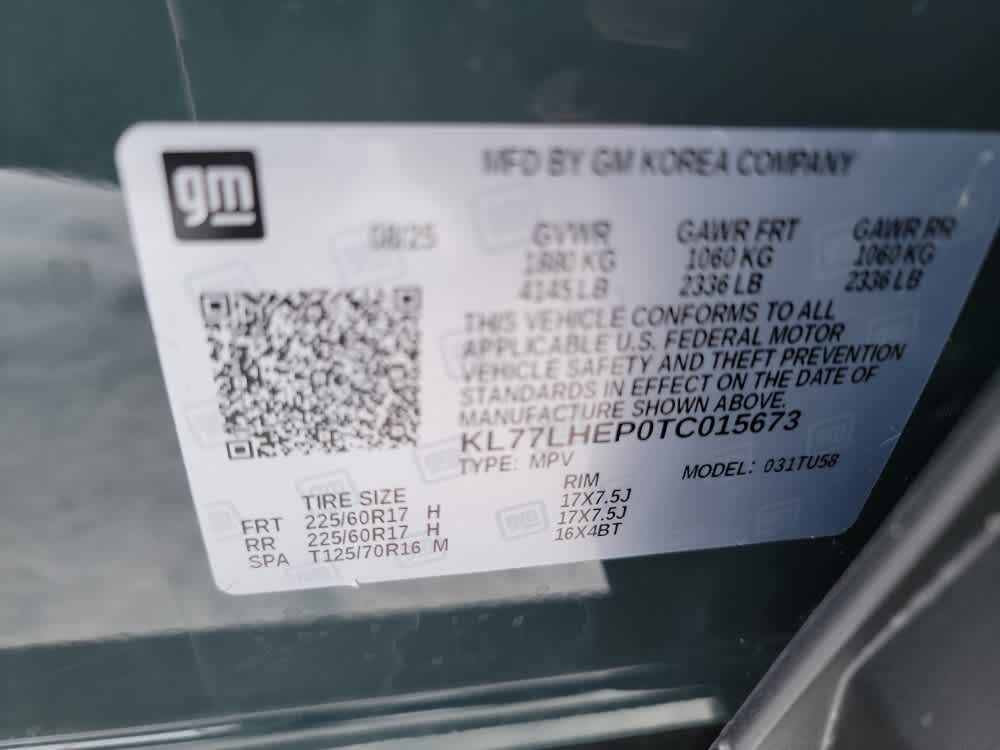 gm
MFD BY GM KOREA COMPANY
08/25
GVWR GAWR FRT GAWR RR
1880 KG 1060 KG 1060 KG
4145 LB 2336 LB 2336 LB
THIS VEHICLE CONFORMS TO ALL
APPLICABLE U.S. FEDERAL MOTOR
VEHICLE SAFETY AND THEFT PREVENTION
STANDARDS IN EFFECT ON THE DATE OF
MANUFACTURE SHOWN ABOVE.
KL77LHEP0TC015673
TYPE: MPV MODEL: 031TU58
TIRE SIZE RIM
FRT 225/60R17 H 17X7.5J
RR 225/60R17 H 17X7.5J
SPA T125/70R16 M 16X4BT